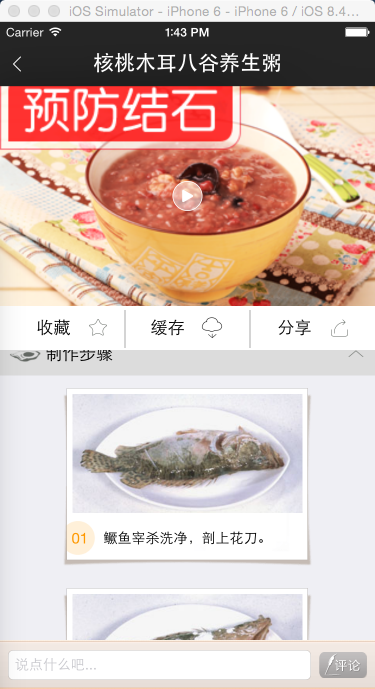 iOS Simulator - iPhone 6 - iPhone 6 / iOS 8.4...
Carrier 1:43 PM
核桃木耳八谷养生粥
预防结石
收藏 缓存 分享
制作步骤
01 鳜鱼宰杀洗净，剖上花刀。
说点什么吧... 评论